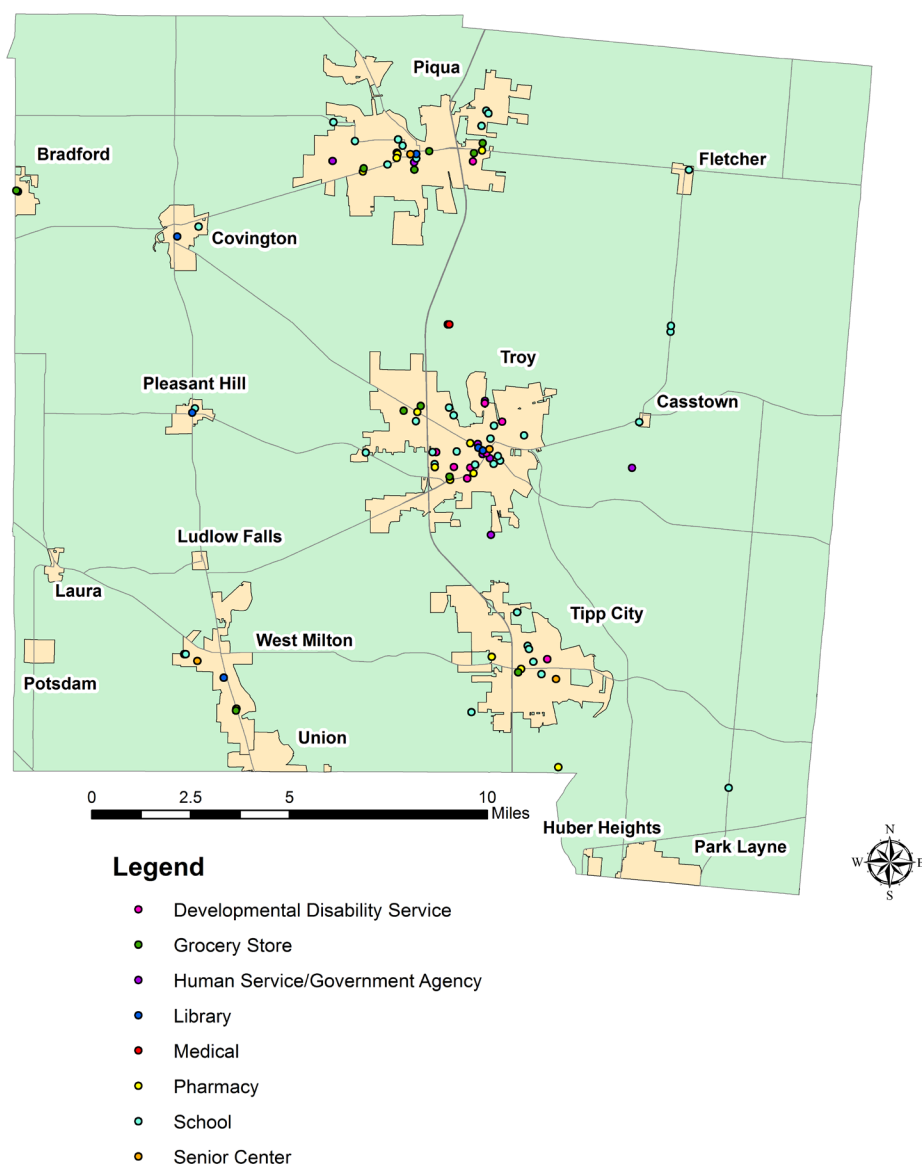 Piqua
Bradford
Fletcher
Covington
Troy
Pleasant Hill
Casstown
Ludlow Falls
Laura
Tipp City
West Milton
Potsdam
Union
0 2.5 5 10
Miles
Huber Heights
Park Layne
N
W E
S
Legend
Developmental Disability Service
Grocery Store
Human Service/Government Agency
Library
Medical
Pharmacy
School
Senior Center